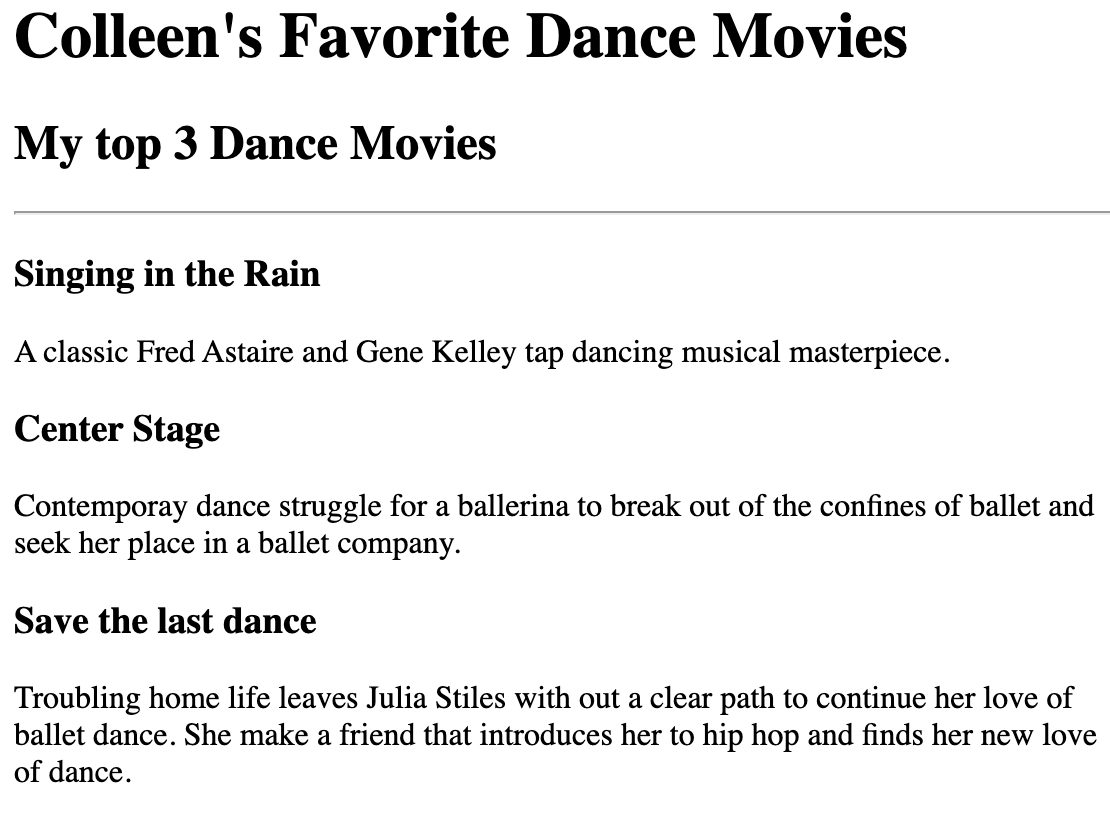 Colleen's Favorite Dance Movies
My top 3 Dance Movies
Singing in the Rain
A classic Fred Astaire and Gene Kelley tap dancing musical masterpiece.
Center Stage
Contemporay dance struggle for a ballerina to break out of the confines of ballet and
seek her place in a ballet company.
Save the last dance
Troubling home life leaves Julia Stiles with out a clear path to continue her love of
ballet dance. She make a friend that introduces her to hip hop and finds her new love
of dance.